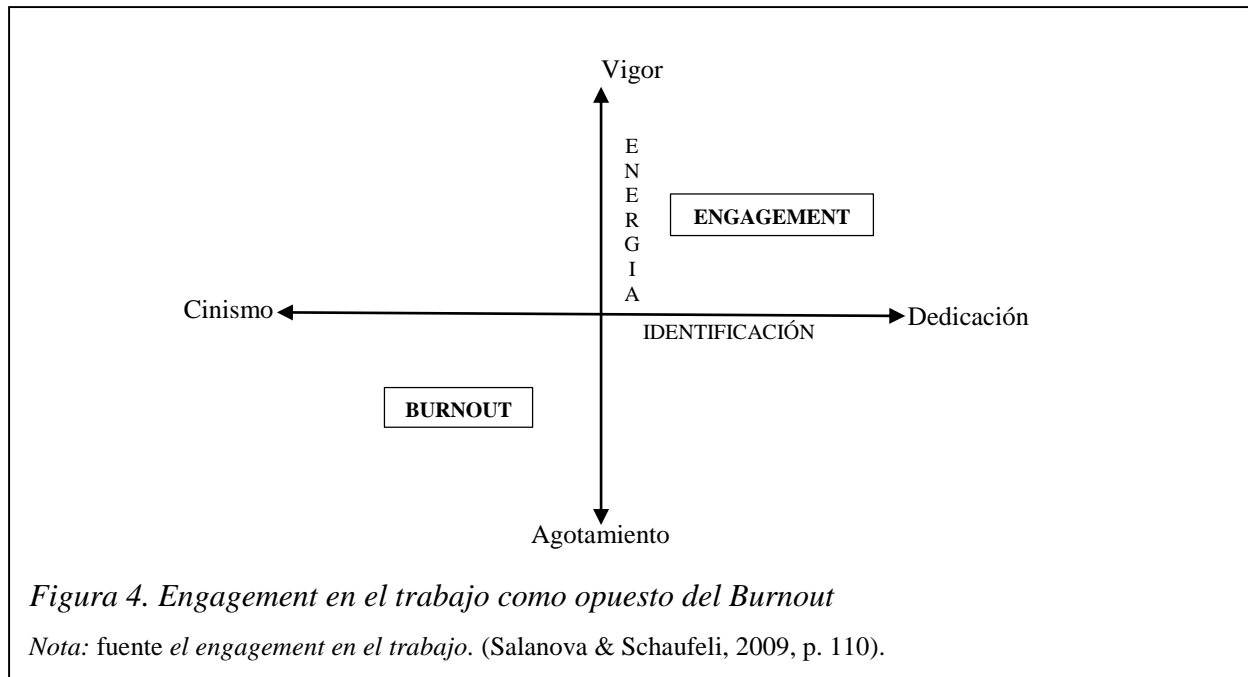 Vigor
E
N
E
R
G
I
A
ENGAGEMENT
Cinismo
Dedicación
IDENTIFICACIÓN
BURNOUT
Agotamiento
Figura 4. Engagement en el trabajo como opuesto del Burnout
Nota: fuente el engagement en el trabajo. (Salanova & Schaufeli, 2009, p. 110).